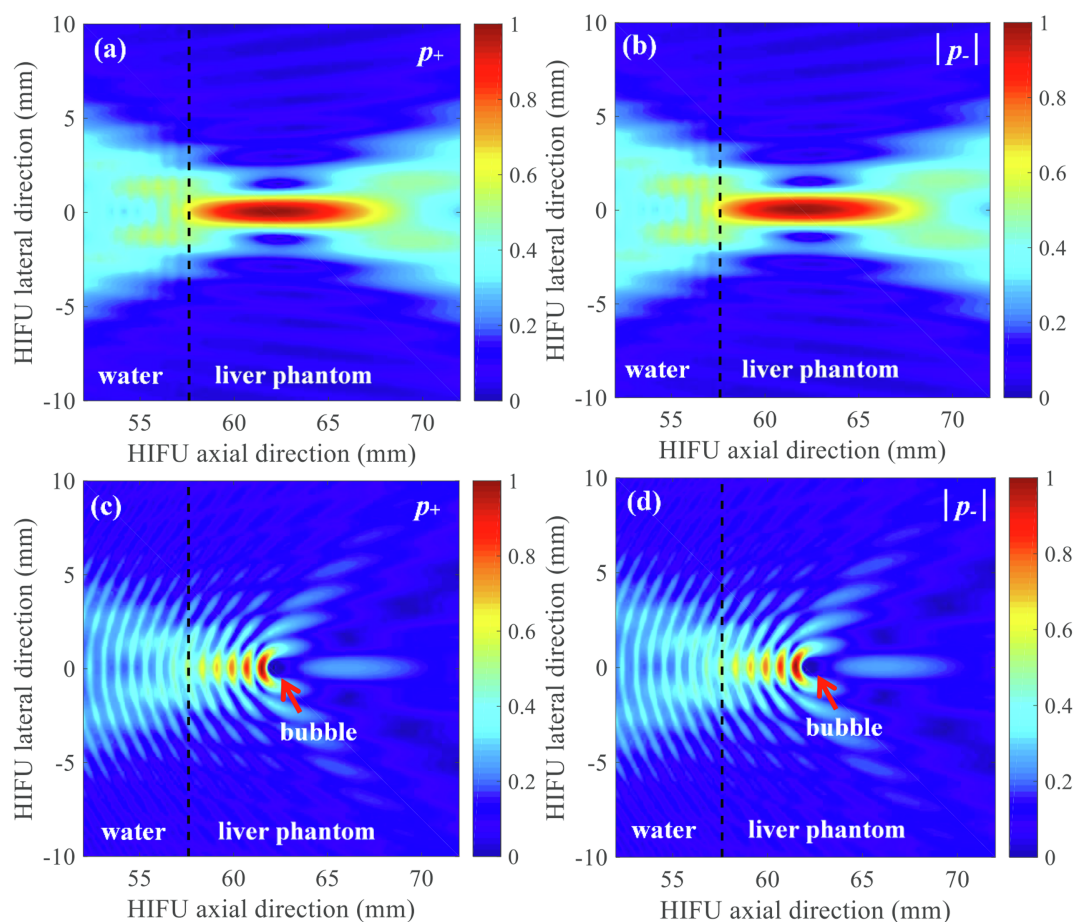 (a)
p+
HIFU lateral direction (mm)
10
5
0
-5
-10
water
liver phantom
55
60
65
70
HIFU axial direction (mm)
1
0.8
0.6
0.4
0.2
0
(b)
|p-|
HIFU lateral direction (mm)
10
5
0
-5
-10
water
liver phantom
55
60
65
70
HIFU axial direction (mm)
1
0.8
0.6
0.4
0.2
0
(c)
p+
HIFU lateral direction (mm)
10
5
0
-5
-10
bubble
water
liver phantom
55
60
65
70
HIFU axial direction (mm)
1
0.8
0.6
0.4
0.2
0
(d)
|p-|
HIFU lateral direction (mm)
10
5
0
-5
-10
bubble
water
liver phantom
55
60
65
70
HIFU axial direction (mm)
1
0.8
0.6
0.4
0.2
0